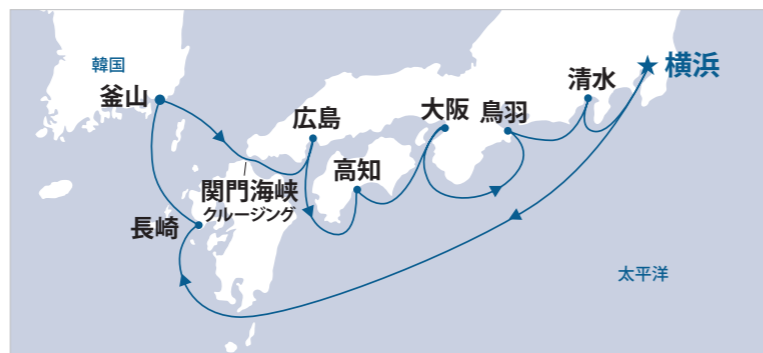 韓国
釜山
広島
大阪
鳥羽
清水
★横浜
高知
関門海峡
クルージング
長崎
太平洋